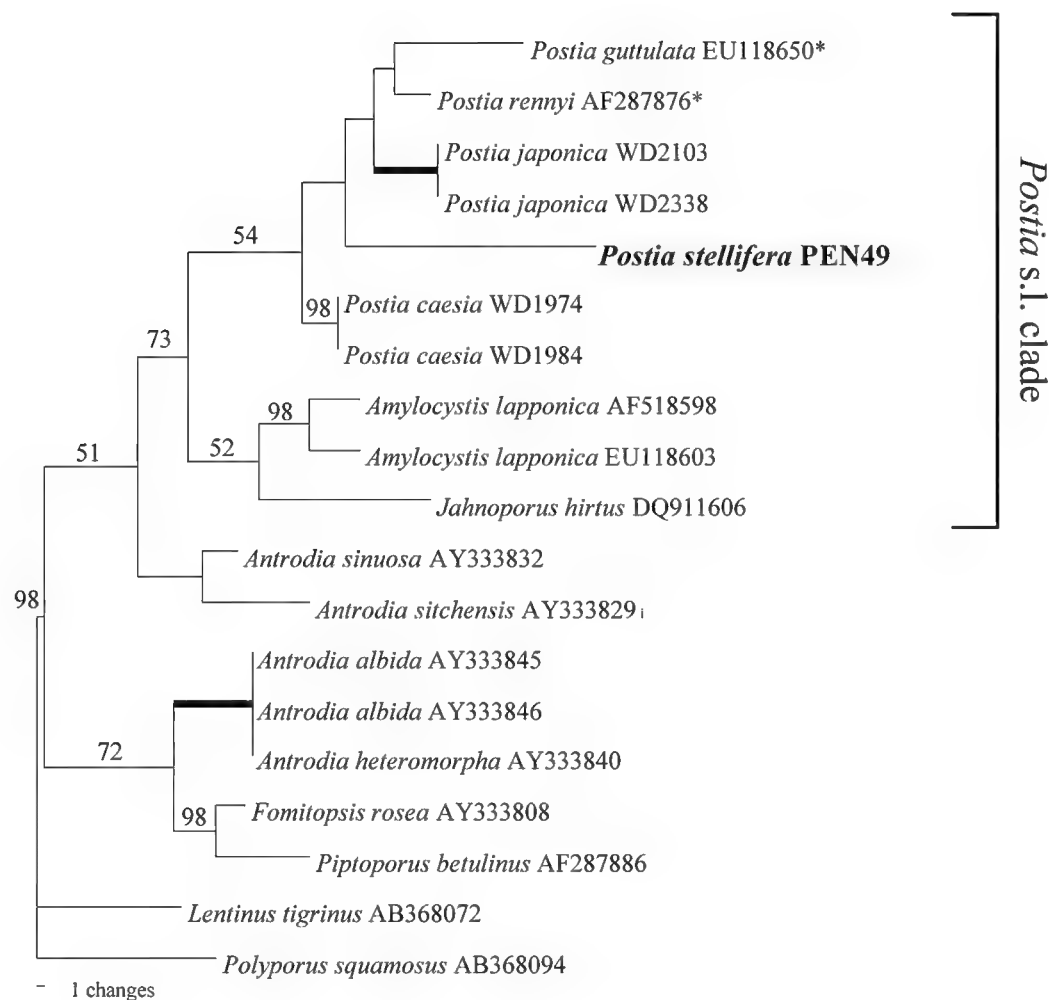 Postia guttulata EU118650*
Postia rennyi AF287876*
Postia japonica WD2103
Postia japonica WD2338
54
Postia stellifera PEN49
98 Postia caesia WD1974
Postia caesia WD1984
73
98 Amylocystis lapponica AF518598
51
52 Amylocystis lapponica EU118603
Jahnoporus hirtus DQ911606
Postia s.l. clade
Antrodia sinuosa AY333832
98
Antrodia sitchensis AY333829
Antrodia albida AY333845
Antrodia albida AY333846
72 Antrodia heteromorpha AY333840
98 Fomitopsis rosea AY333808
Piptoporus betulinus AF287886
Lentinus tigrinus AB368072
Polyporus squamosus AB368094
1 changes